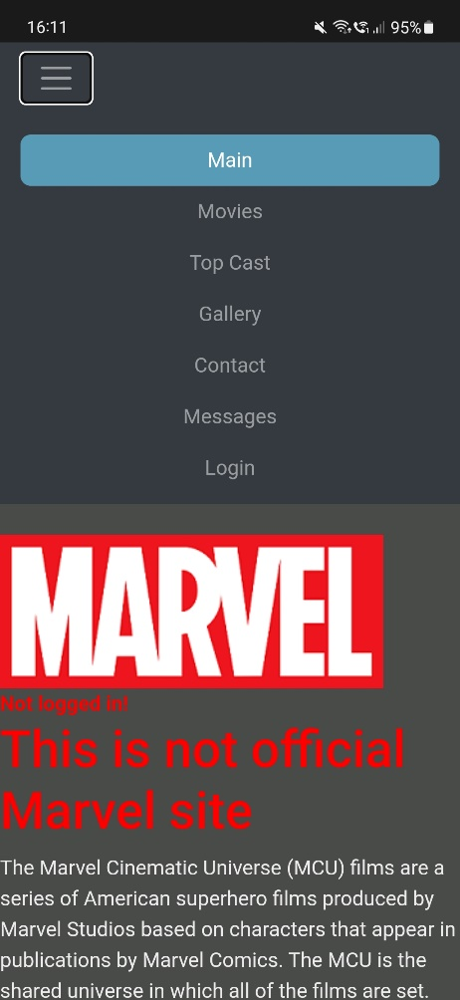 16:11
95%
Main
Movies
Top Cast
Gallery
Contact
Messages
Login
MARVEL
Not logged in!
This is not official
Marvel site
The Marvel Cinematic Universe (MCU) films are a
series of American superhero films produced by
Marvel Studios based on characters that appear in
publications by Marvel Comics. The MCU is the
shared universe in which all of the films are set.